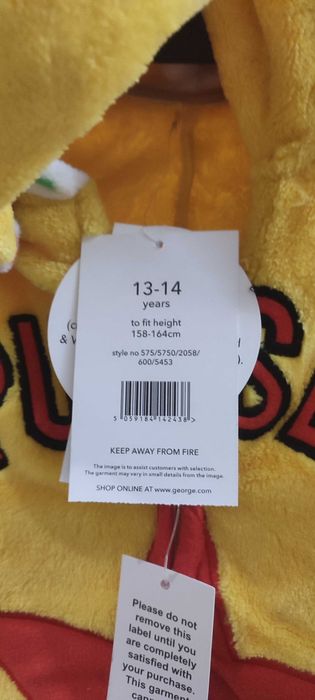 13-14
years
to fit height
158-164cm
style no 575/5750/2058/
600/5453
5 059184 142438 >
KEEP AWAY FROM FIRE
The image is to assist customers with selection.
The garment may vary in small details from the image.
SHOP ONLINE AT www.george.com
Please do not
remove this
label until you
are completely
satisfied with
your purchase.
This garment